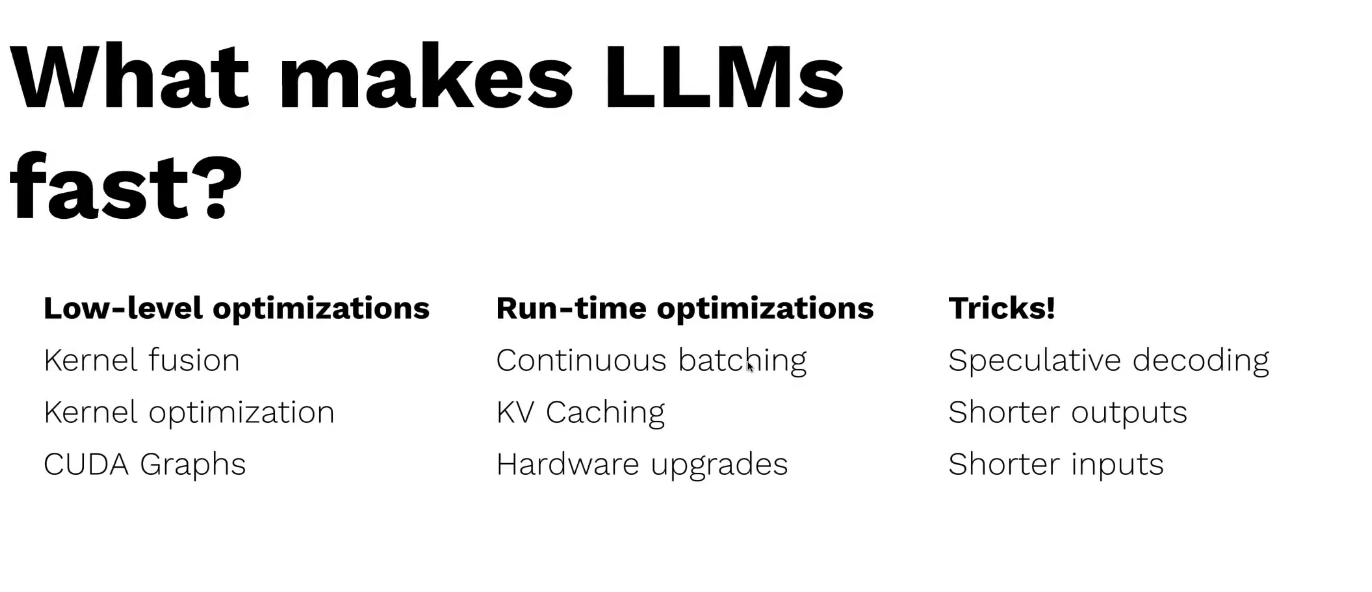 What makes LLMs
fast?
Low-level optimizations
Kernel fusion
Kernel optimization
CUDA Graphs
Run-time optimizations
Continuous batching
KV Caching
Hardware upgrades
Tricks!
Speculative decoding
Shorter outputs
Shorter inputs